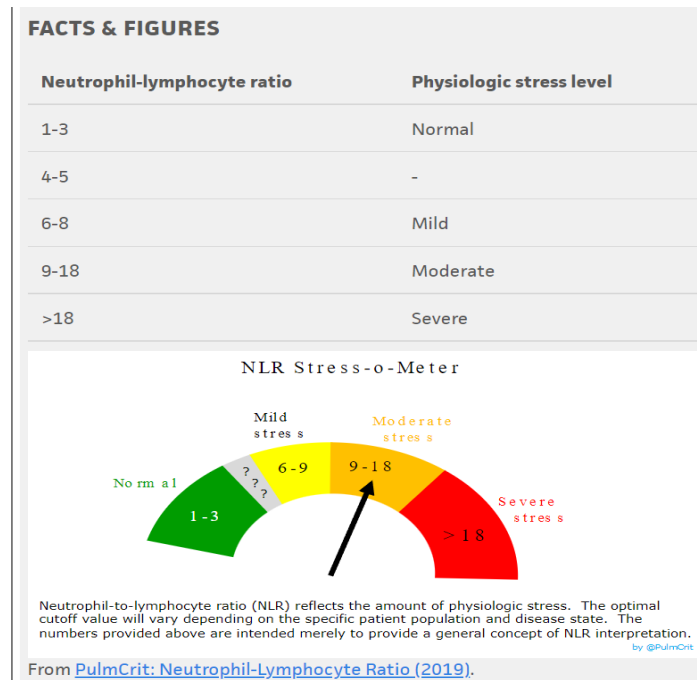 FACTS & FIGURES
Neutrophil-lymphocyte ratio Physiologic stress level
1-3 Normal
4-5 -
6-8 Mild
9-18 Moderate
>18 Severe
NLR Stress-o-Meter
Mild
stress
Moderate
stress
Normal
Severe
stress
1-3
?
?
?
6-9
9-18
>18
Neutrophil-to-lymphocyte ratio (NLR) reflects the amount of physiologic stress. The optimal
cutoff value will vary depending on the specific patient population and disease state. The
numbers provided above are intended merely to provide a general concept of NLR interpretation.
by @PulmCrit
From PulmCrit: Neutrophil-Lymphocyte Ratio (2019).